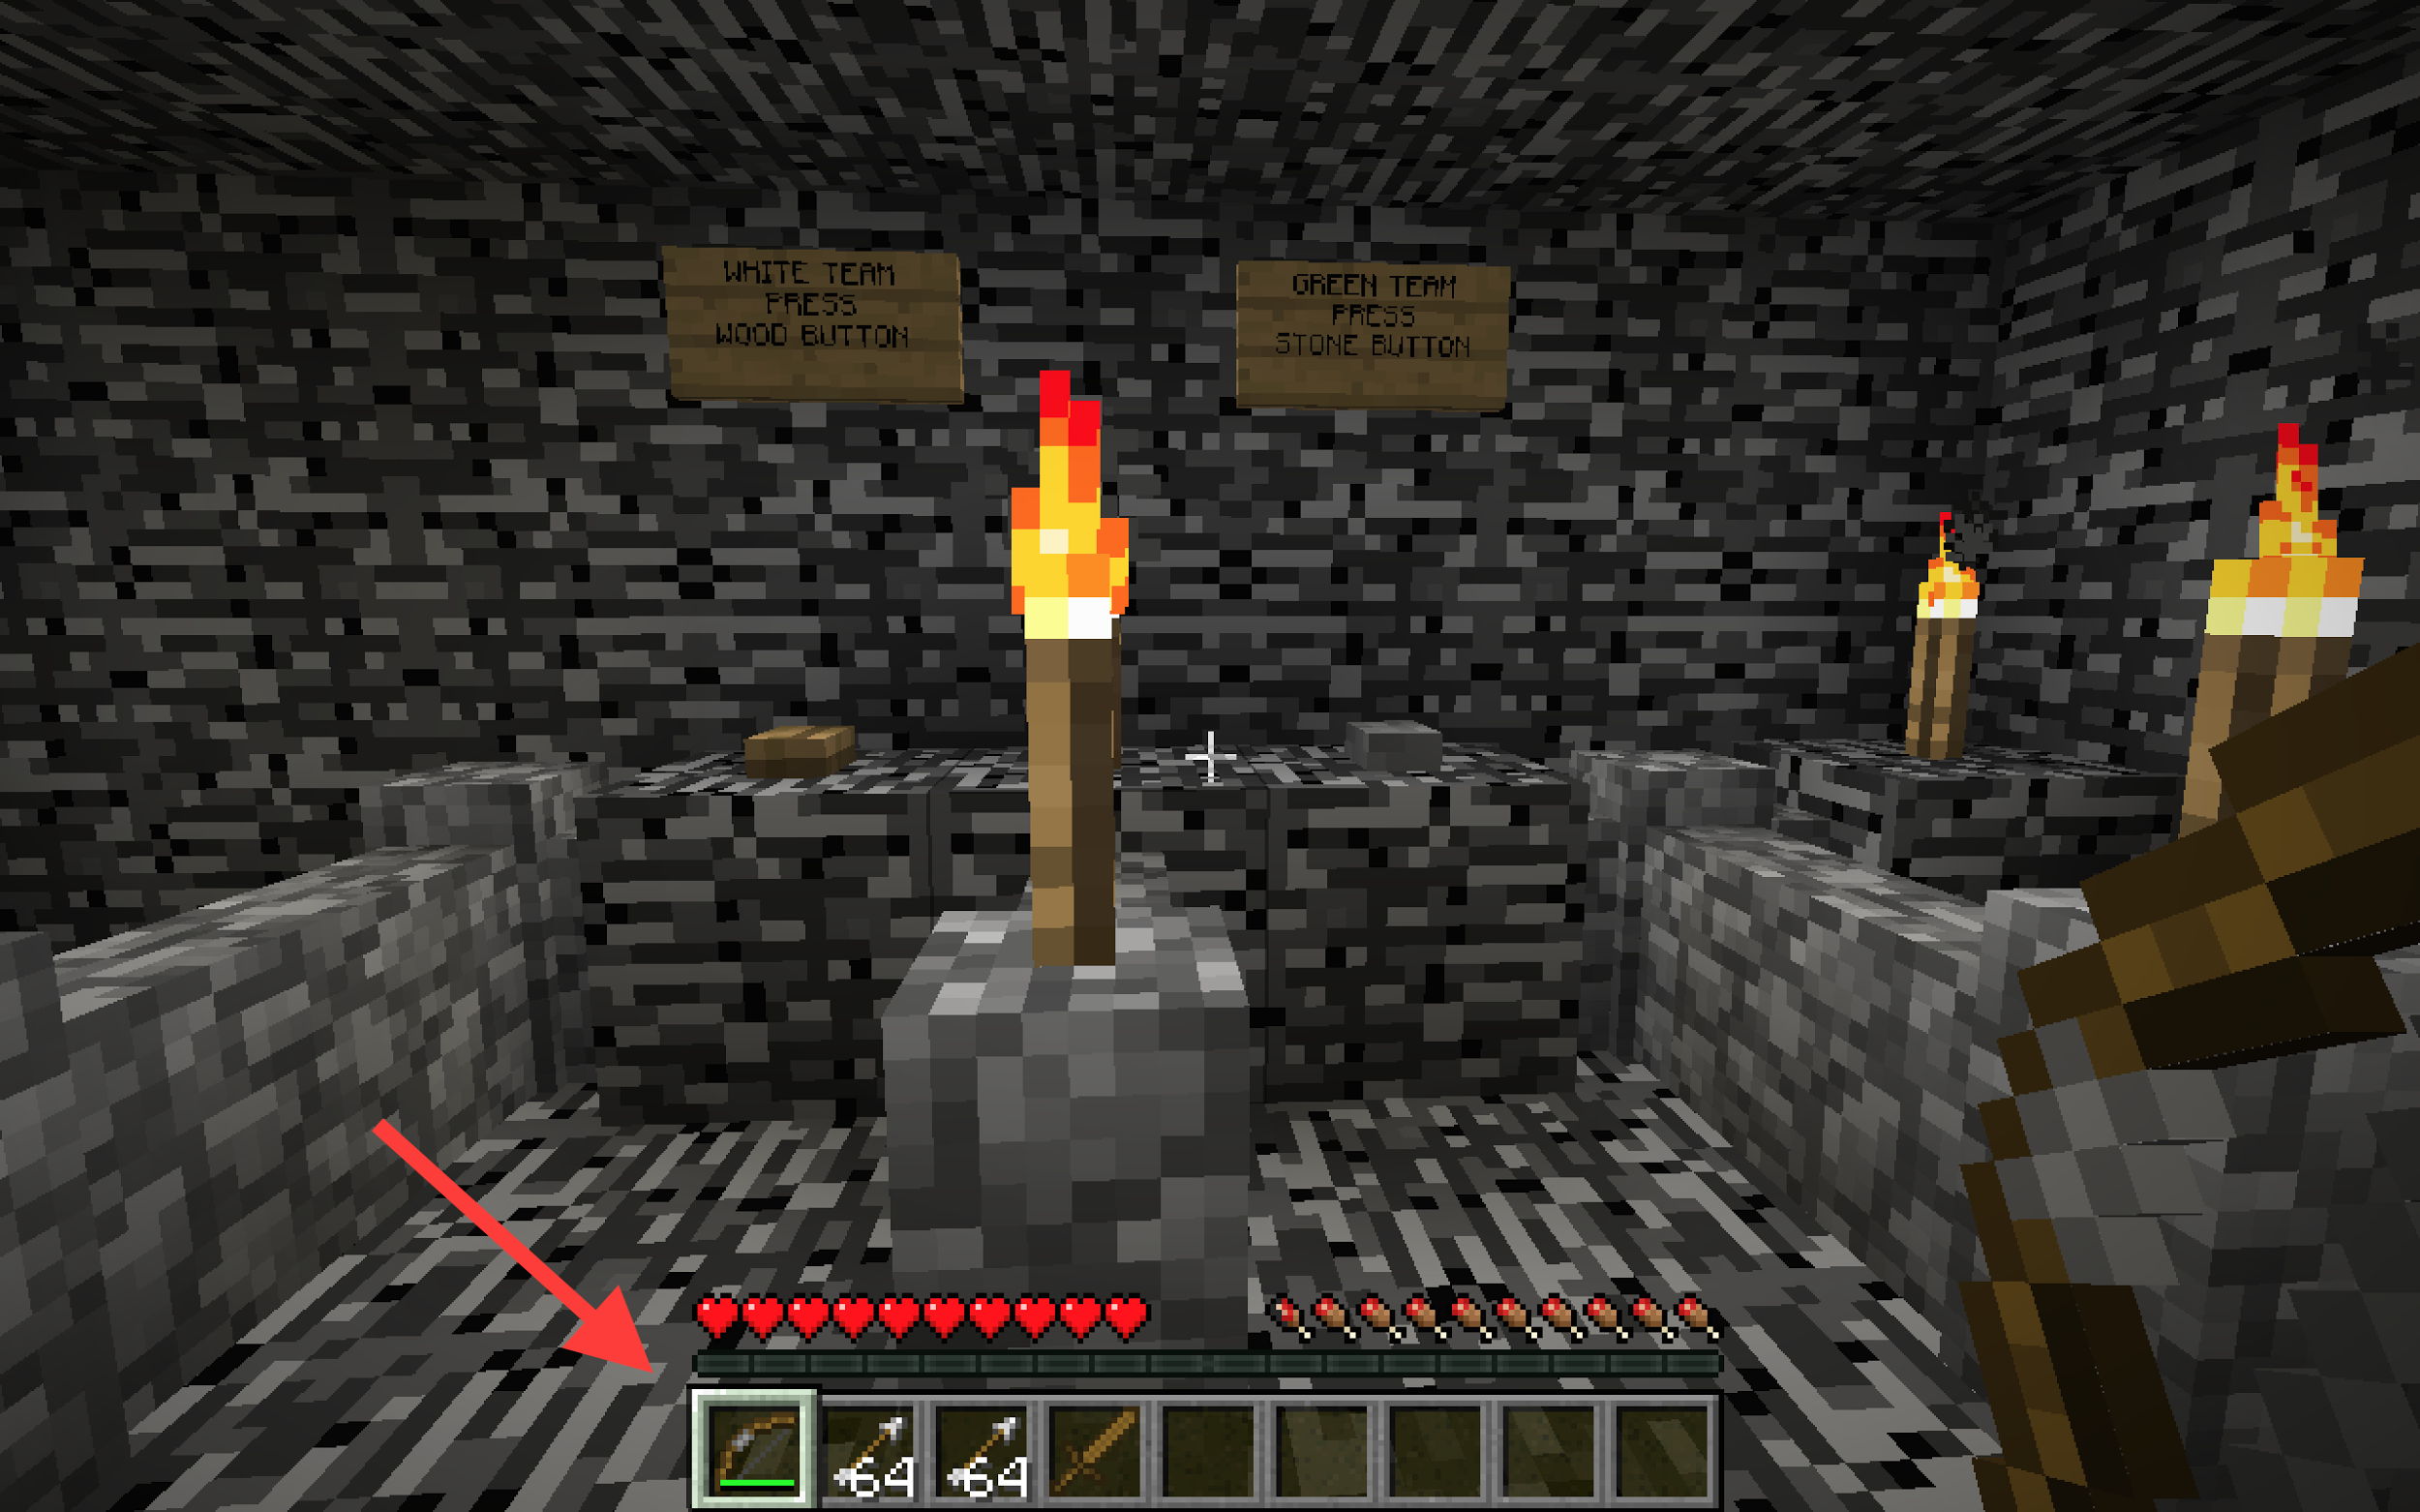 WHITE TEAM
PRESS
WOOD BUTTON
GREEN TEAM
PRESS
STONE BUTTON
64
64